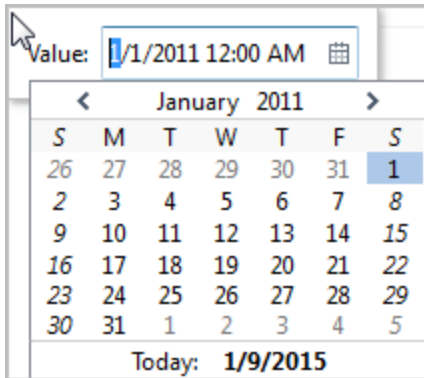 Value: 1/1/2011 12:00 AM
January 2011
S M T W T F S
26 27 28 29 30 31 1
2 3 4 5 6 7 8
9 10 11 12 13 14 15
16 17 18 19 20 21 22
23 24 25 26 27 28 29
30 31 1 2 3 4 5
Today: 1/9/2015